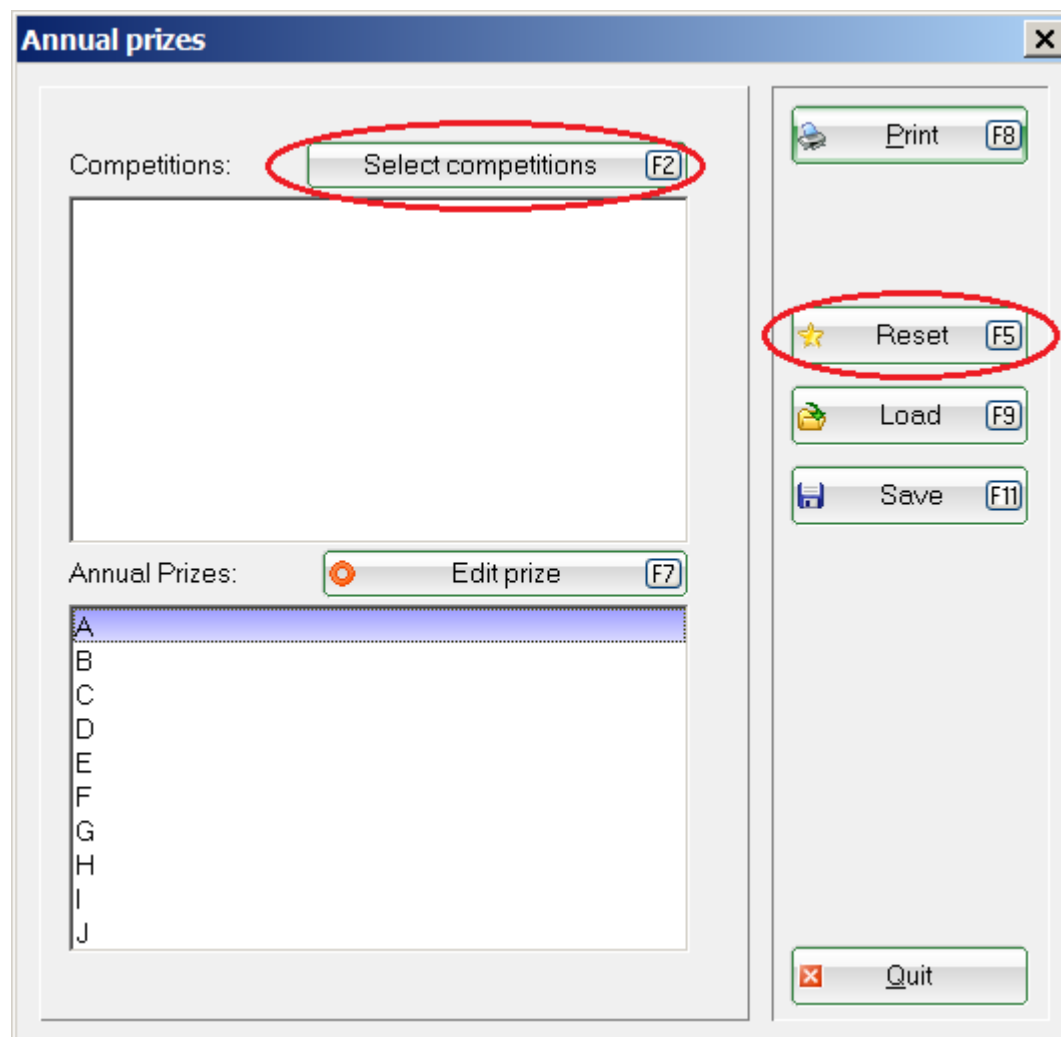 Annual prizes
Competitions:
Select competitions F2
Annual Prizes:
Edit prize F7
A
B
C
D
E
F
G
H
I
J
Print F8
Reset F5
Load F9
Save F11
Quit